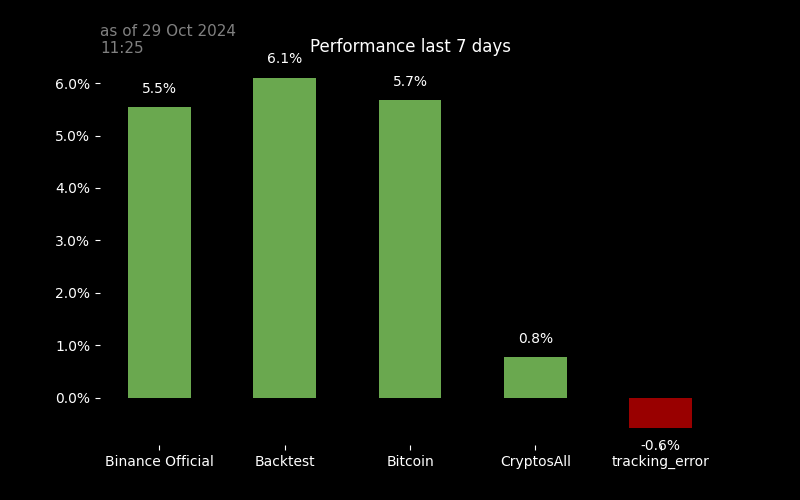 as of 29 Oct 2024
11:25
Performance last 7 days
6.0%
5.0%
4.0%
3.0%
2.0%
1.0%
0.0%
5.5%
6.1%
5.7%
0.8%
-0.6%
Binance Official
Backtest
Bitcoin
CryptosAll
tracking_error